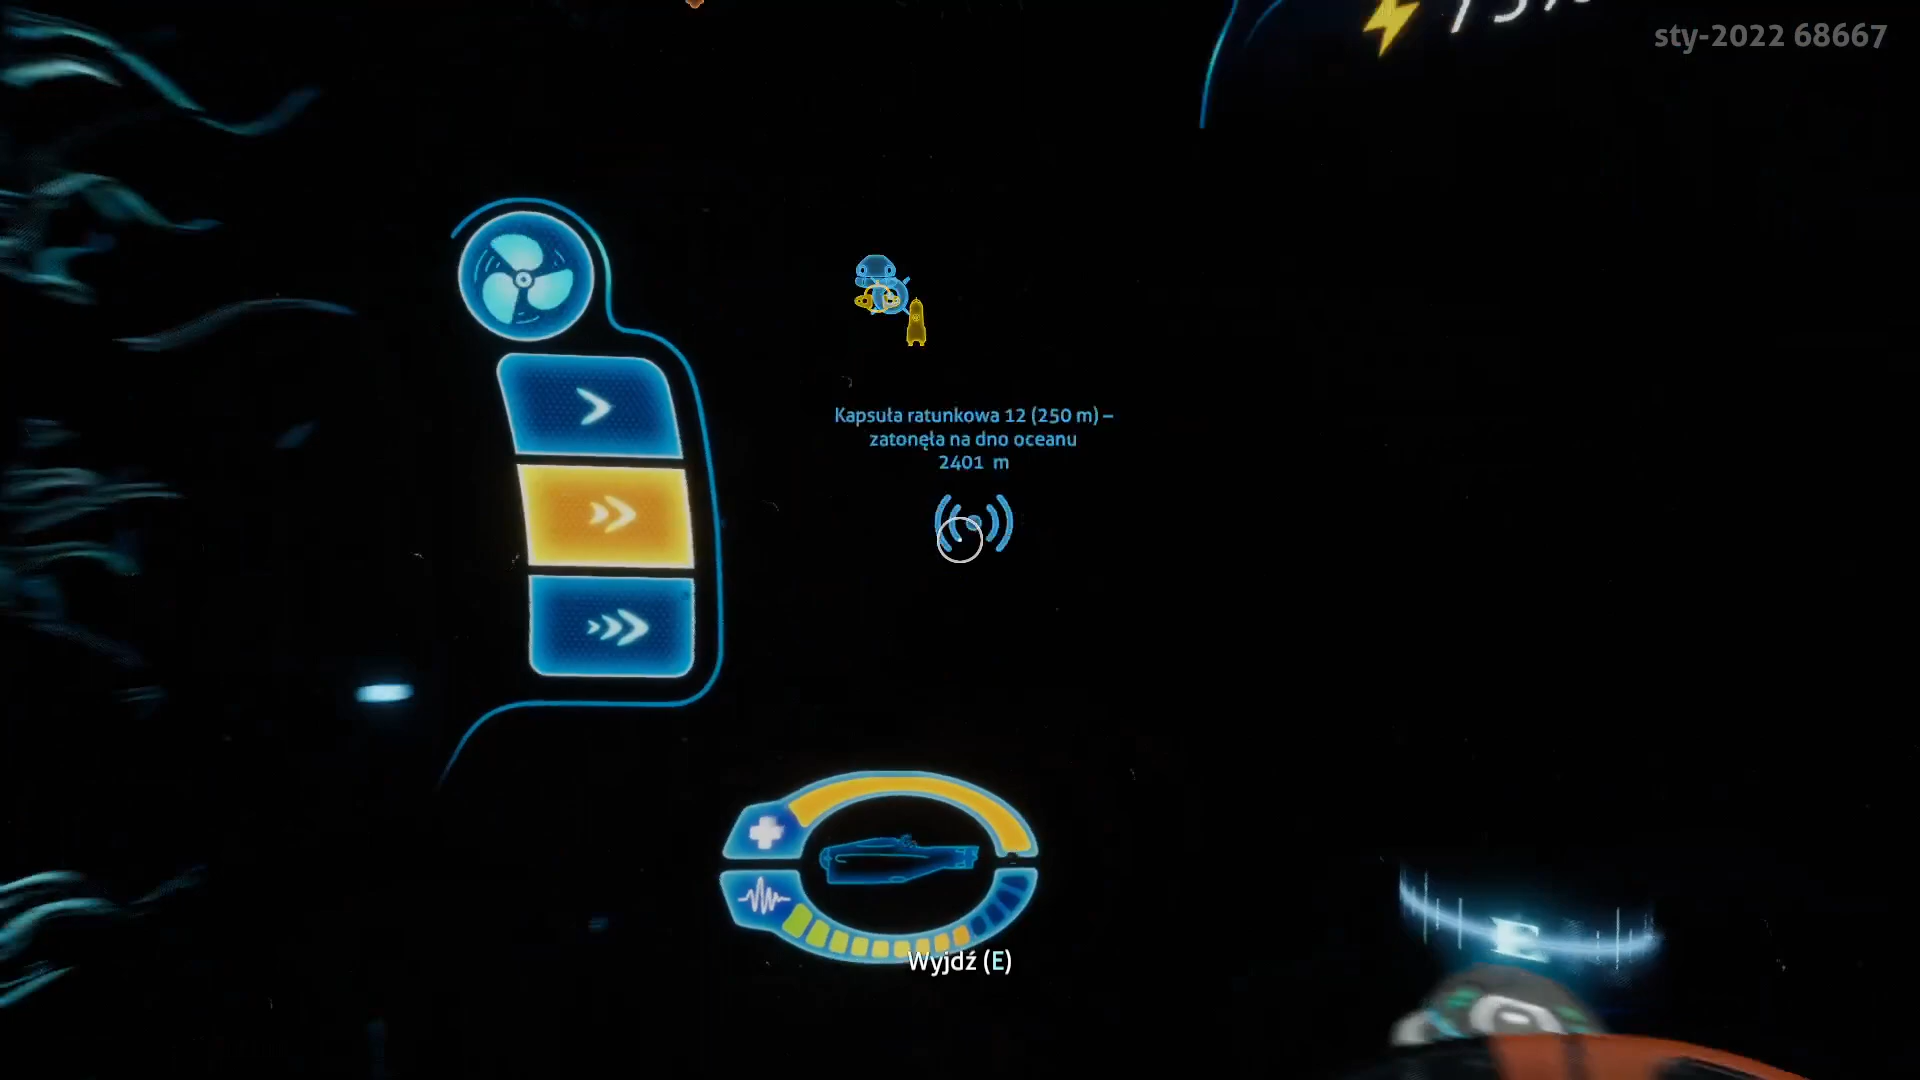 sty-2022 68667
Kapsuła ratunkowa 12 (250 m) –
zatonęła na dno oceanu
2401 m
E
Wyjdź (E)